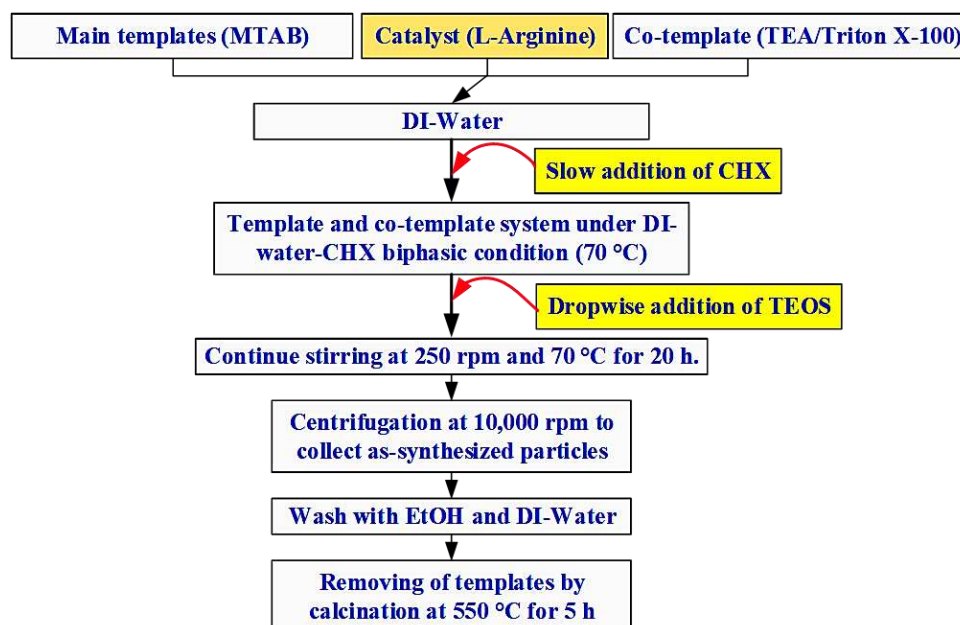 Main templates (MTAB)
Catalyst (L-Arginine)
Co-template (TEA/Triton X-100)
DI-Water
Slow addition of CHX
Template and co-template system under DI-
water-CHX biphasic condition (70 °C)
Dropwise addition of TEOS
Continue stirring at 250 rpm and 70 °C for 20 h.
Centrifugation at 10,000 rpm to
collect as-synthesized particles
Wash with EtOH and DI-Water
Removing of templates by
calcination at 550 °C for 5 h